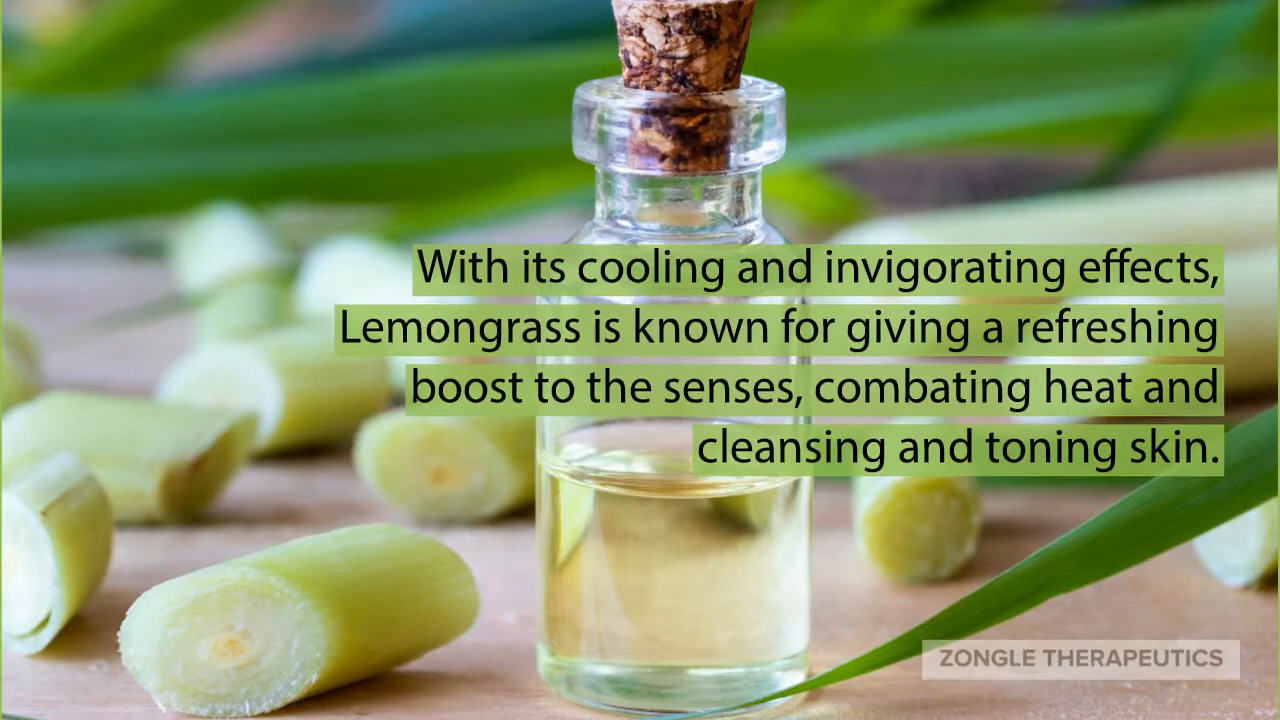 With its cooling and invigorating effects,
Lemongrass is known for giving a refreshing
boost to the senses, combating heat and
cleansing and toning skin.
ZONGLE THERAPEUTICS